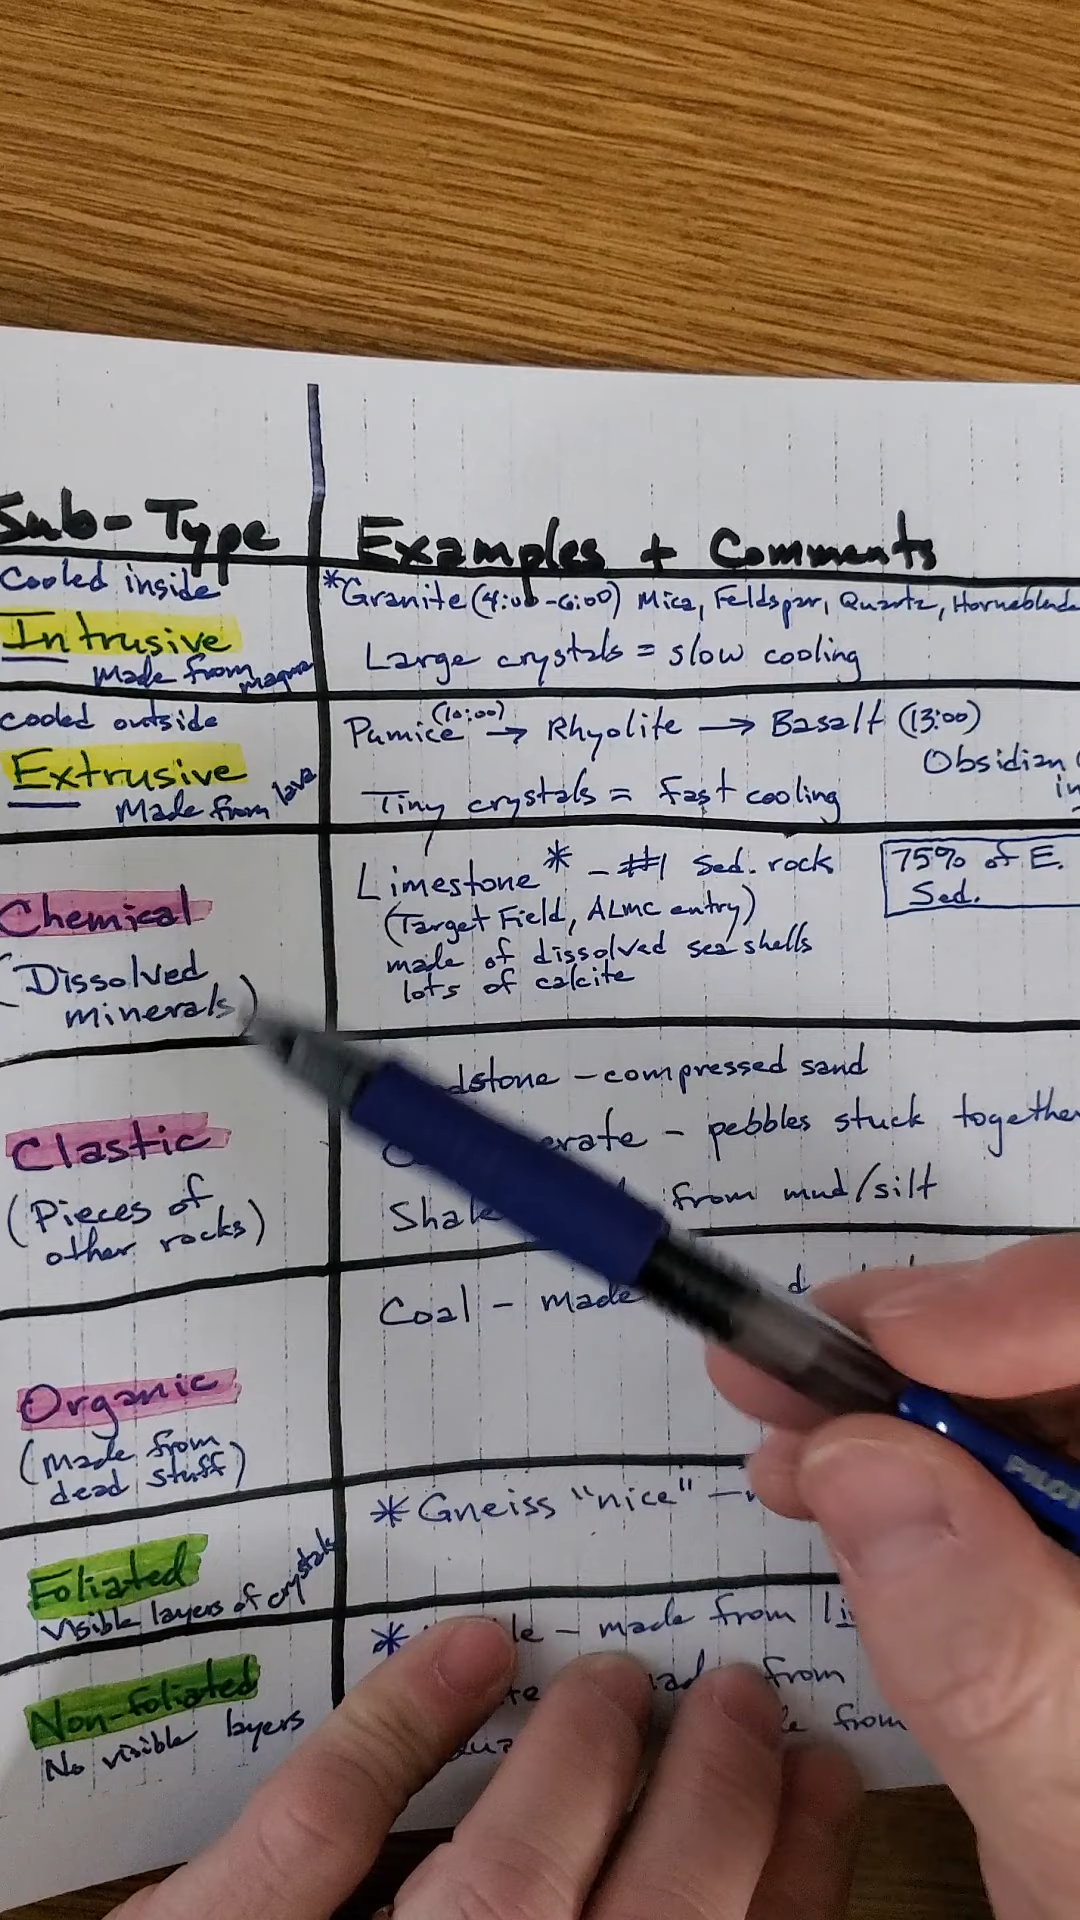 Sub-Type Examples + Comments
Cooled inside
Intrusive
Made from magma
*Granite (4:00-6:00) Mica, Feldspar, Quartz, Horneblende
Large crystals = slow cooling
Cooled outside
Extrusive
Made from lava
Pumice (10:00) → Rhyolite → Basalt (13:00)
Obsidian
Tiny crystals = fast cooling
Chemical
(Dissolved
minerals)
Limestone* - #1 Sed. rock
(Target Field, ALMC entry)
made of dissolved sea shells
lots of calcite
75% of E.
Sed.
Clastic
(Pieces of
other rocks)
dstone - compressed sand
erate - pebbles stuck together
Shale from mud/silt
Organic
(Made from
dead stuff)
Coal - made
Foliated
Visible layers of crystals
*Gneiss "nice" -
Non-foliated
No visible layers
* le - made from
from
from
PILOT